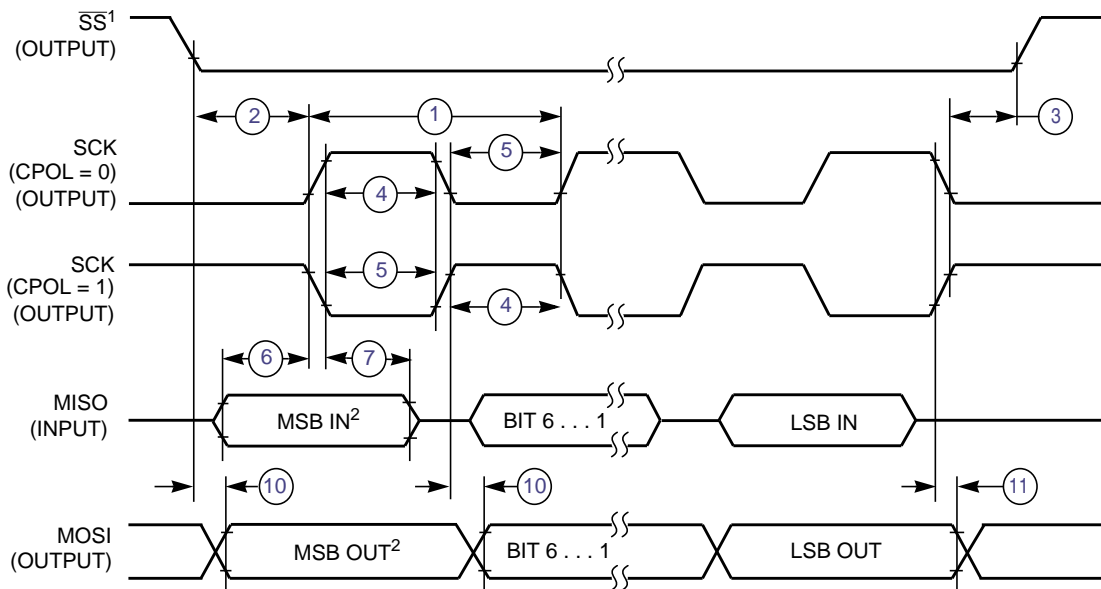 SS¹
(OUTPUT)
2
1
3
SCK
(CPOL = 0)
(OUTPUT)
5
4
SCK
(CPOL = 1)
(OUTPUT)
5
4
6
7
MISO
(INPUT)
MSB IN²
BIT 6 . . . 1
LSB IN
10
10
11
MOSI
(OUTPUT)
MSB OUT²
BIT 6 . . . 1
LSB OUT